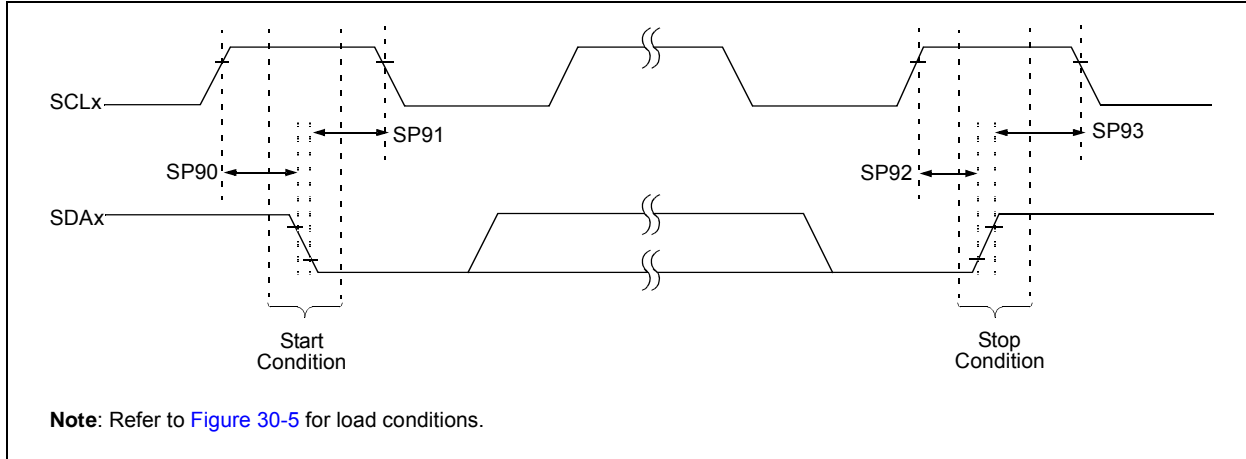 SCLx
SP91
SP93
SP90
SP92
SDAx
Start
Condition
Stop
Condition
Note: Refer to Figure 30-5 for load conditions.